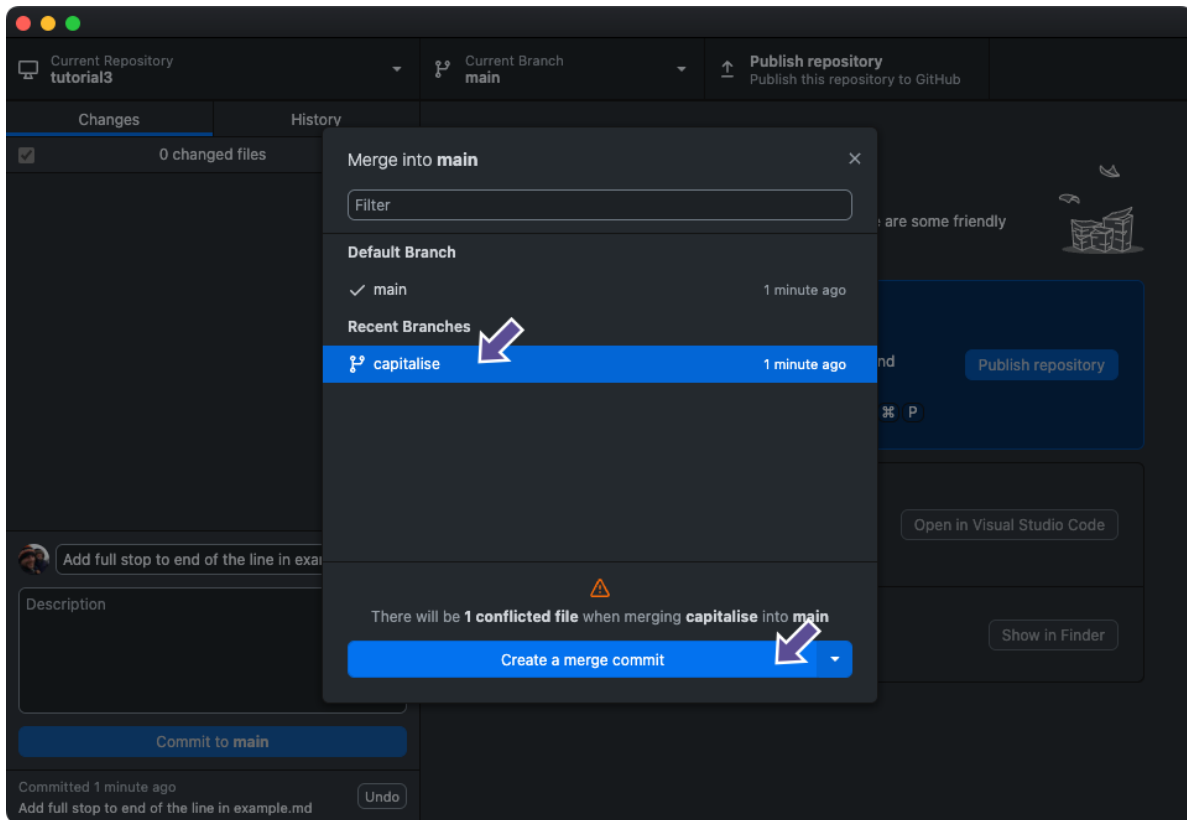 Current Repository
tutorial3
Current Branch
main
Publish repository
Publish this repository to GitHub
Changes
History
0 changed files
Merge into main
Filter
Default Branch
main
1 minute ago
Recent Branches
capitalise
1 minute ago
There will be 1 conflicted file when merging capitalise into main
Create a merge commit
are some friendly
nd
Publish repository
⌘ P
Open in Visual Studio Code
Show in Finder
Add full stop to end of the line in exa
Description
Commit to main
Committed 1 minute ago
Add full stop to end of the line in example.md
Undo